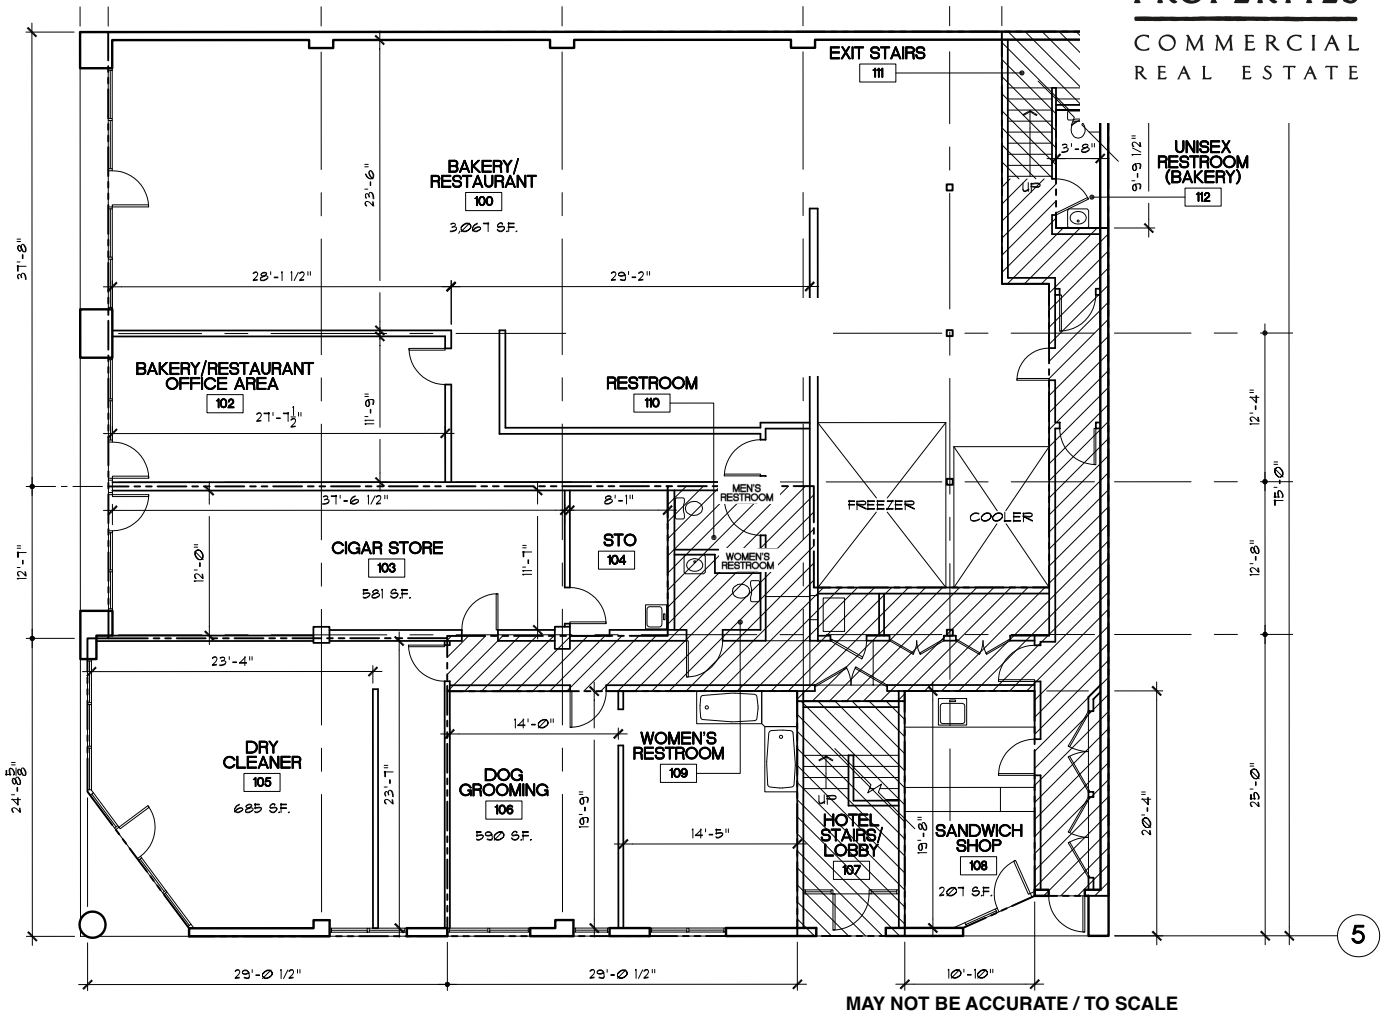 COMMERCIAL
REAL ESTATE
EXIT STAIRS
111
UNISEX
RESTROOM
(BAKERY)
112
3'-8"
9'-9 1/2"
UP
BAKERY/
RESTAURANT
100
3,067 S.F.
23'-6"
37'-8"
28'-1 1/2"
29'-2"
BAKERY/RESTAURANT
OFFICE AREA
102
27'-7 1/2"
11'-9"
RESTROOM
110
12'-4"
75'-0"
MEN'S
RESTROOM
FREEZER
COOLER
37'-6 1/2"
8'-1"
CIGAR STORE
103
581 S.F.
12'-0"
11'-7"
12'-7"
STO
104
WOMEN'S
RESTROOM
12'-8"
23'-4"
DRY
CLEANER
105
685 S.F.
23'-7"
24'-8 5/8"
14'-0"
DOG
GROOMING
106
590 S.F.
19'-9"
WOMEN'S
RESTROOM
109
14'-5"
UP
HOTEL
STAIRS/
LOBBY
107
19'-8"
SANDWICH
SHOP
108
207 S.F.
20'-4"
25'-0"
5
29'-0 1/2"
29'-0 1/2"
10'-10"
MAY NOT BE ACCURATE / TO SCALE